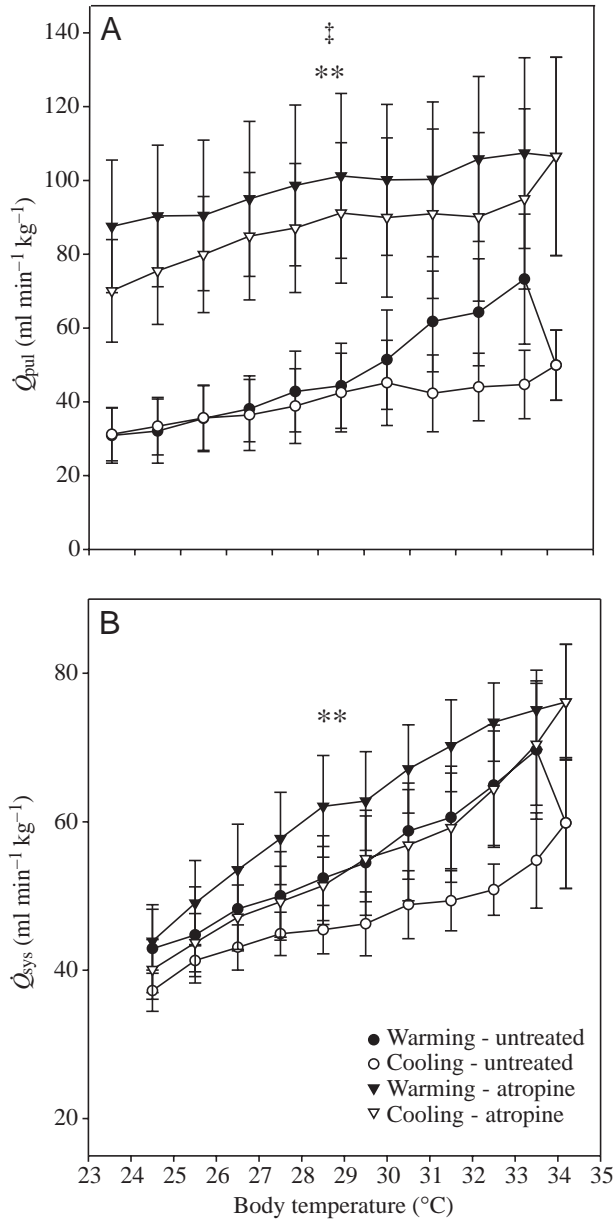 A
‡
**
140
120
100
80
60
40
20
0
Q̇pul (ml min−1 kg−1)
B
**
80
60
40
20
Q̇sys (ml min−1 kg−1)
Warming - untreated
Cooling - untreated
Warming - atropine
Cooling - atropine
23 24 25 26 27 28 29 30 31 32 33 34 35
Body temperature (°C)